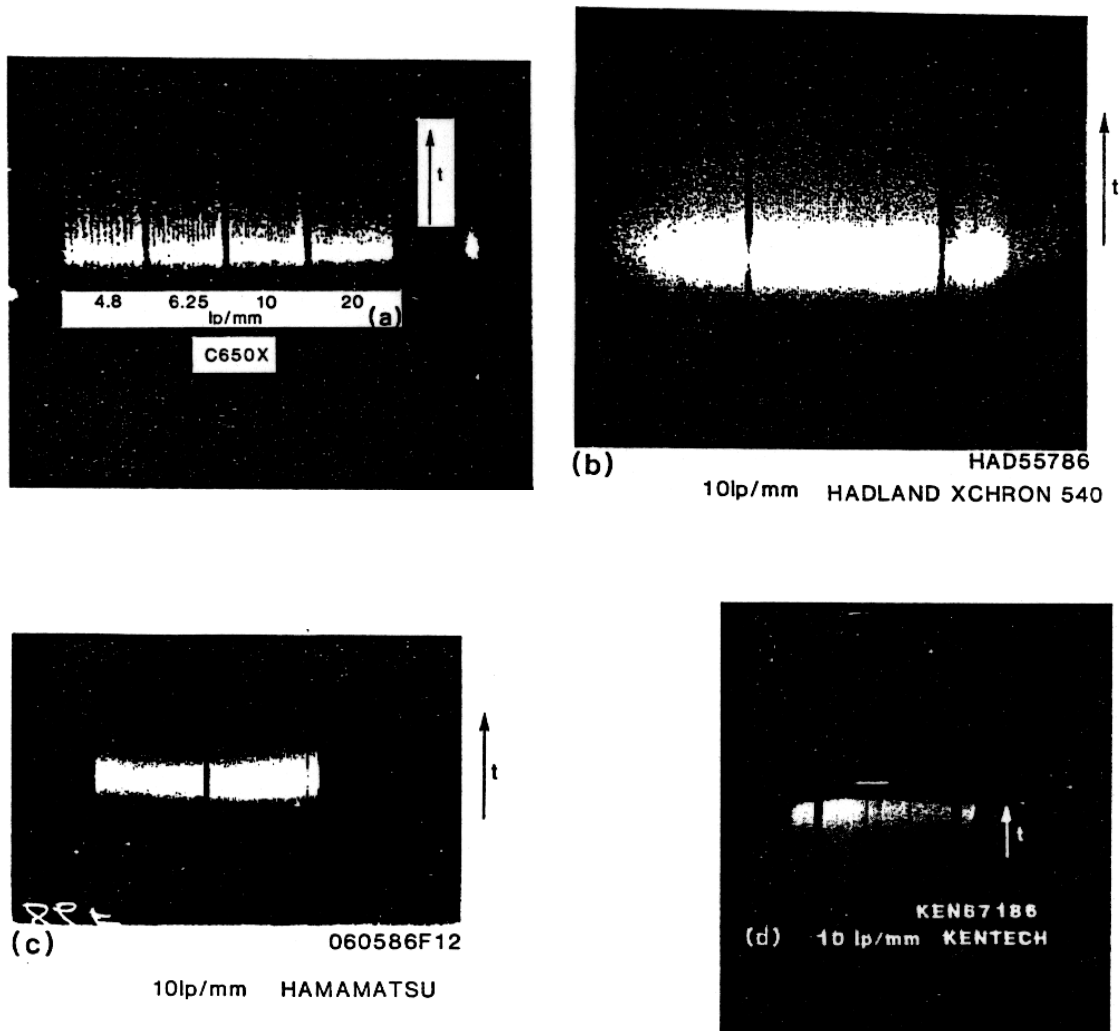 t
4.8 6.25 10 20
lp/mm (a)
C650X
t
(b)
HAD55786
10lp/mm HADLAND XCHRON 540
t
(c)
060586F12
10lp/mm HAMAMATSU
t
KEN67186
(d) 10 lp/mm KENTECH